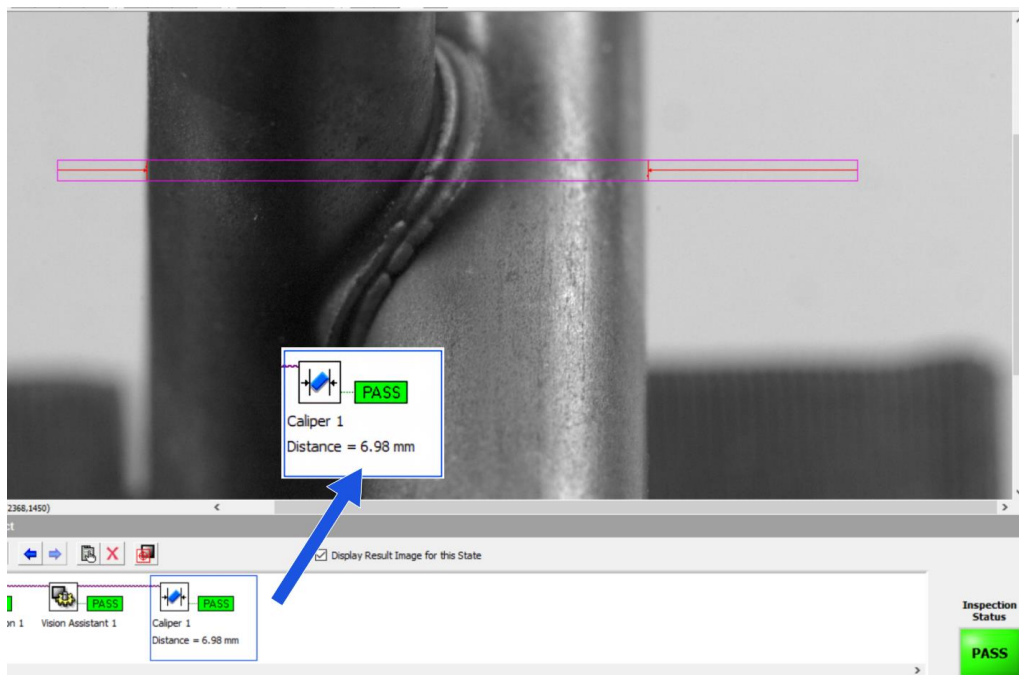 PASS
Caliper 1
Distance = 6.98 mm
2368,1450)
ct
Display Result Image for this State
PASS
PASS
on 1
Vision Assistant 1
Caliper 1
Distance = 6.98 mm
Inspection
Status
PASS